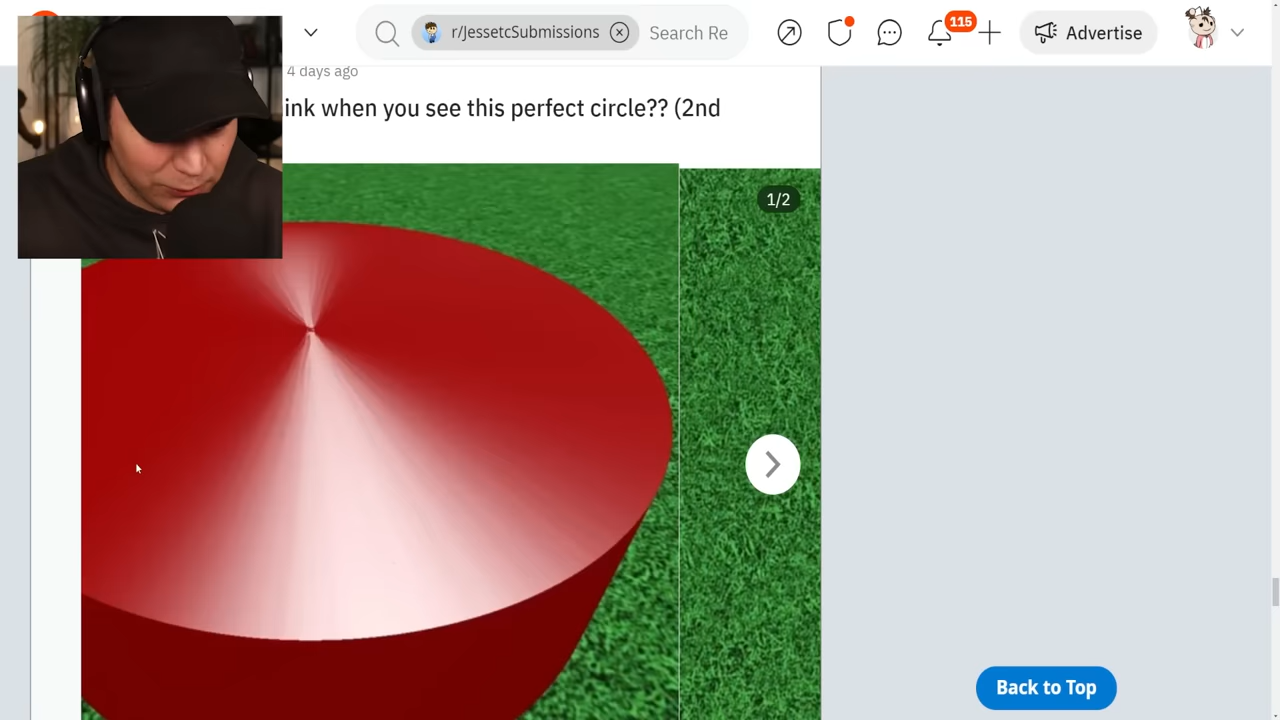 r/JessetcSubmissions
Search Re
115
Advertise
4 days ago
ink when you see this perfect circle?? (2nd
1/2
Back to Top